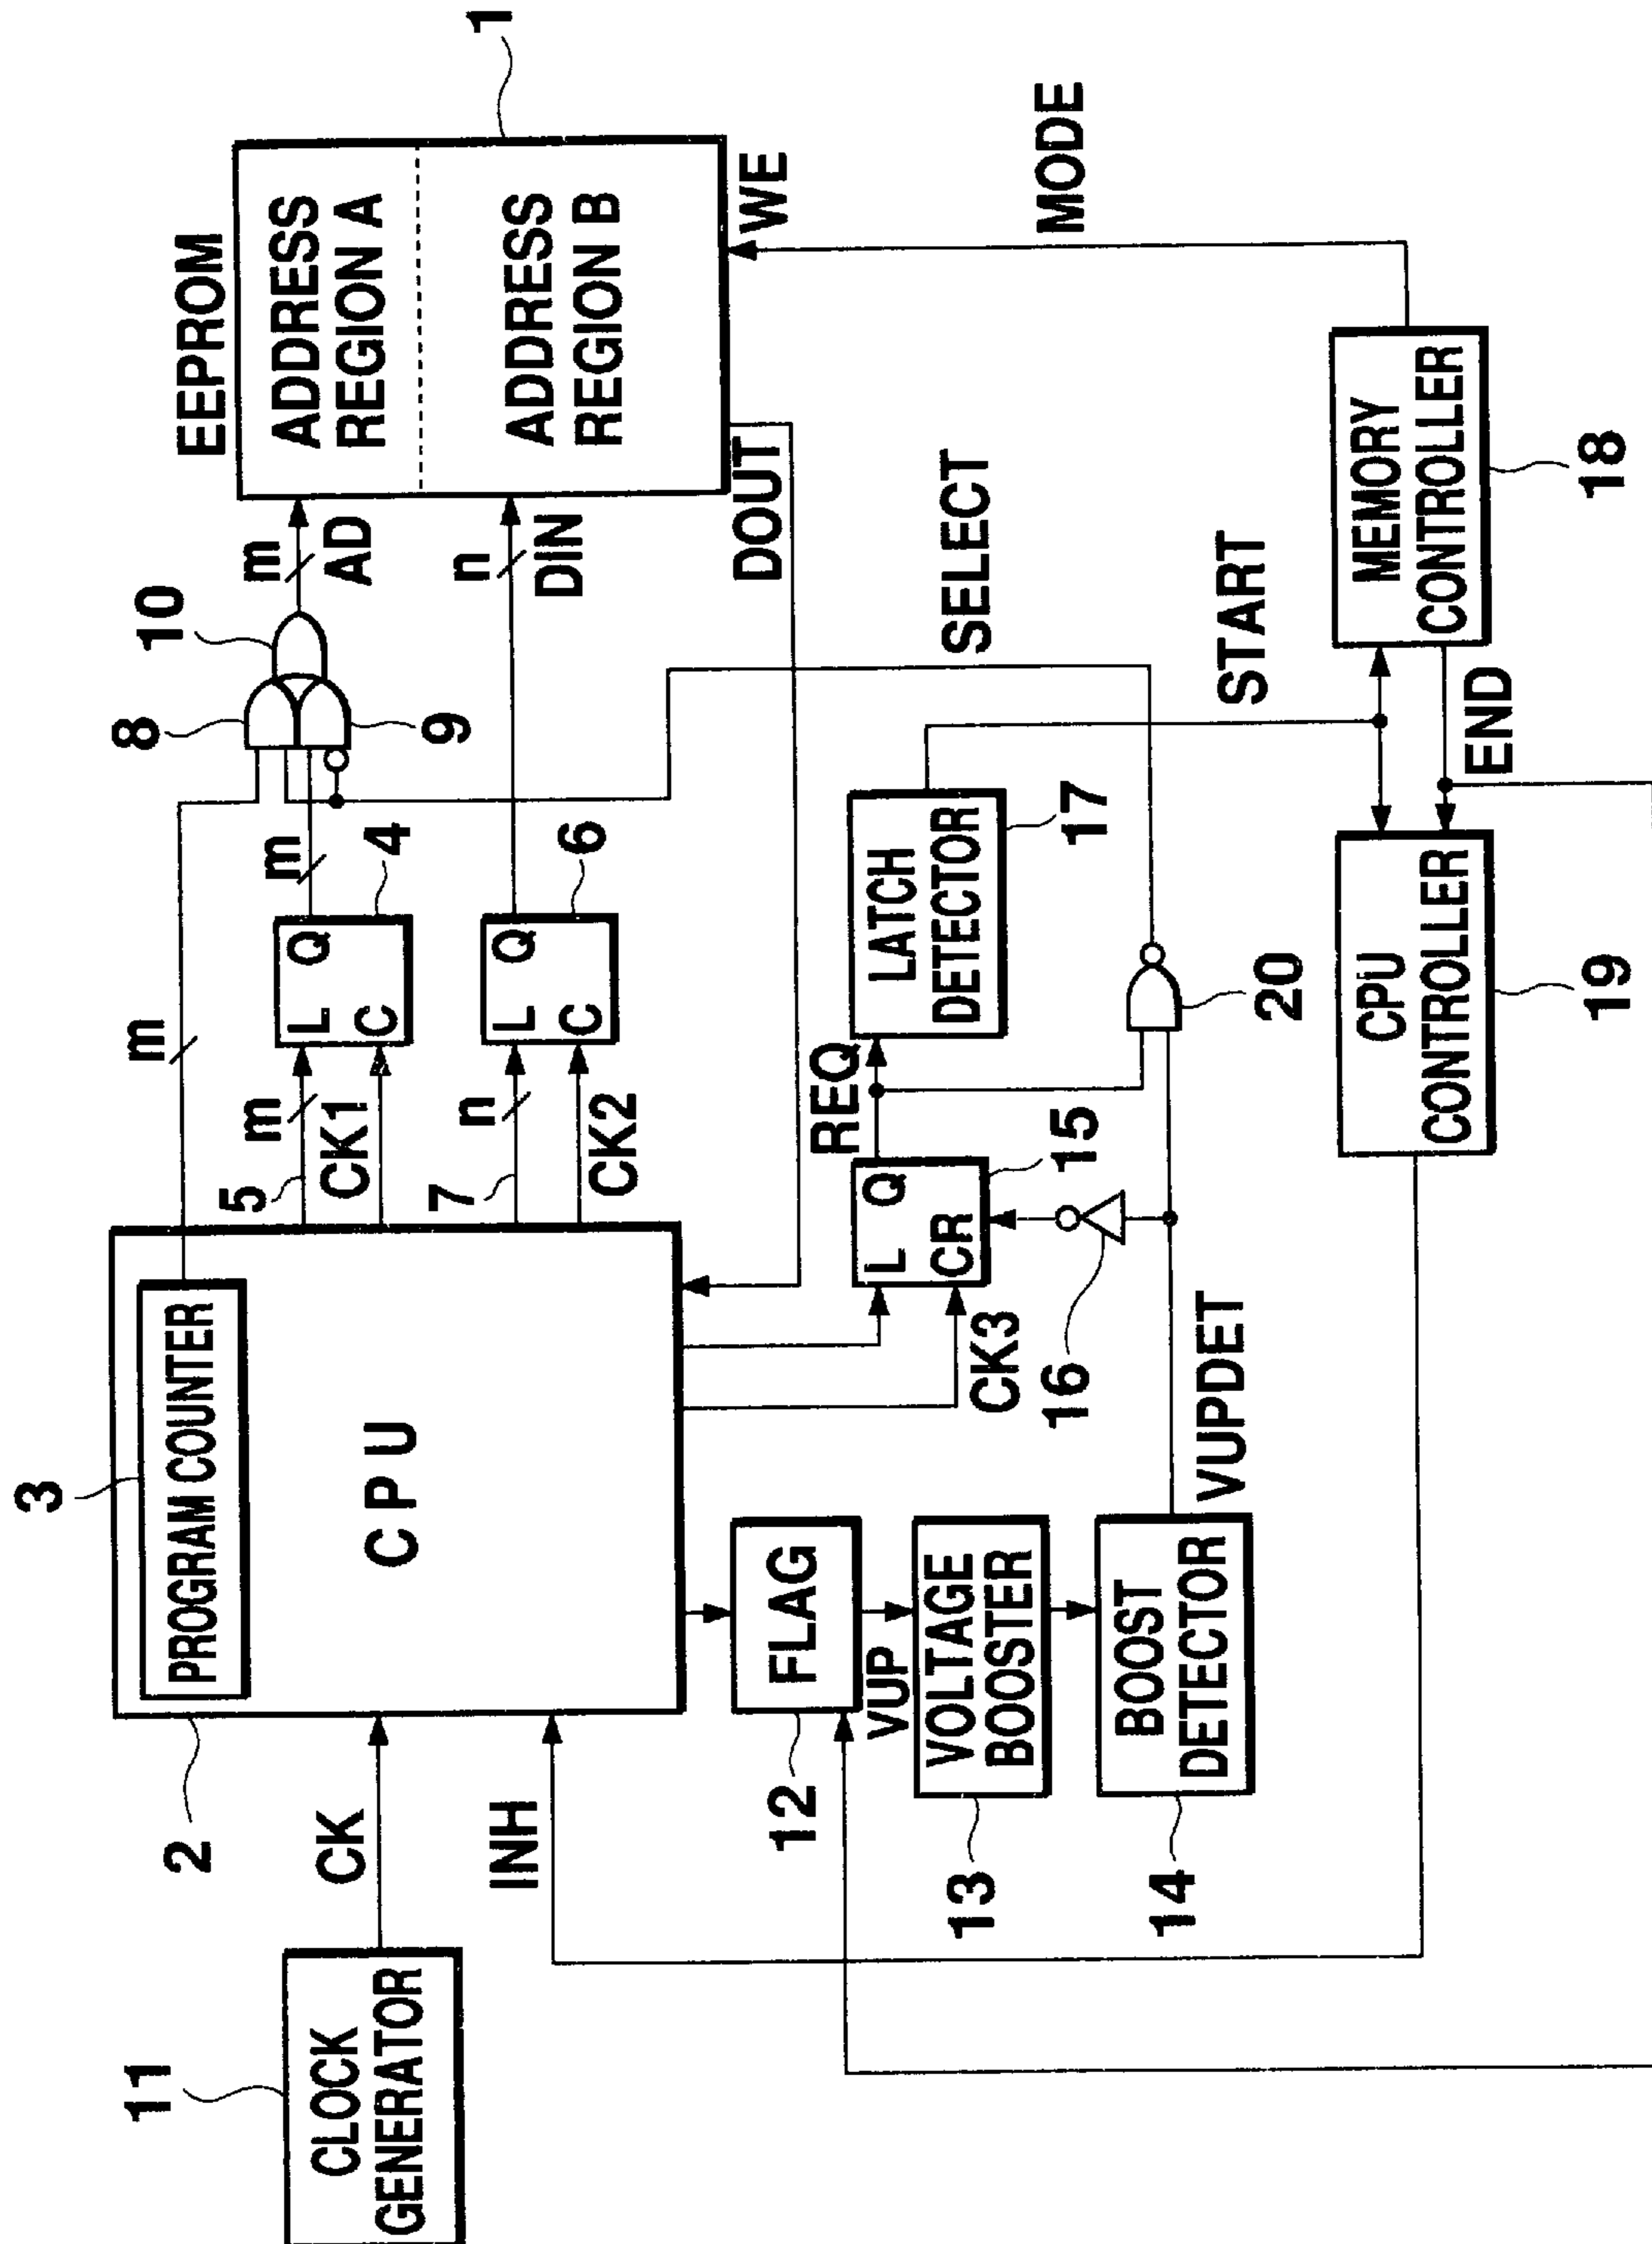 EEPROM
1
ADDRESS
REGION A
ADDRESS
REGION B
WE
MODE
10
m
AD
n
DIN
DOUT
8
9
SELECT
START
MEMORY
CONTROLLER
18
END
m
m
4
L Q
C
6
L Q
C
LATCH
DETECTOR
17
20
CPU
CONTROLLER
19
5
m
CK1
7
n
CK2
REQ
L Q
CR
15
16
CK3
3
PROGRAM COUNTER
CPU
2
FLAG
12
VUP
VOLTAGE
BOOSTER
13
BOOST
DETECTOR
14
VUPDET
CK
INH
11
CLOCK
GENERATOR